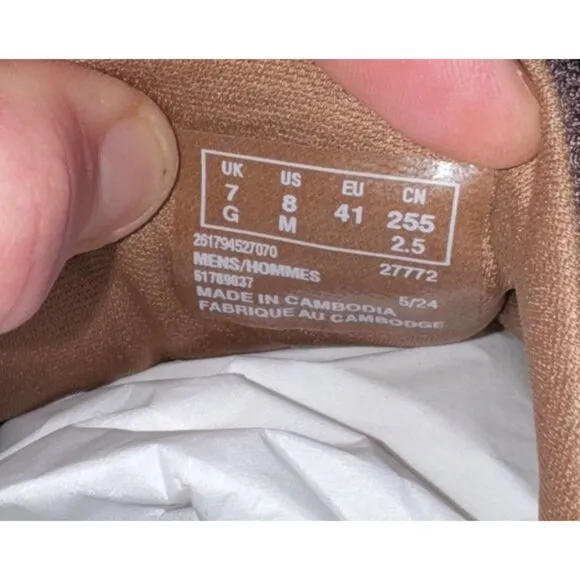 UK US EU CN
7 8 41 255
G M 2.5
261794527070
27772
MENS/HOMMES
61789037
5/24
MADE IN CAMBODIA
FABRIQUE AU CAMBODGE